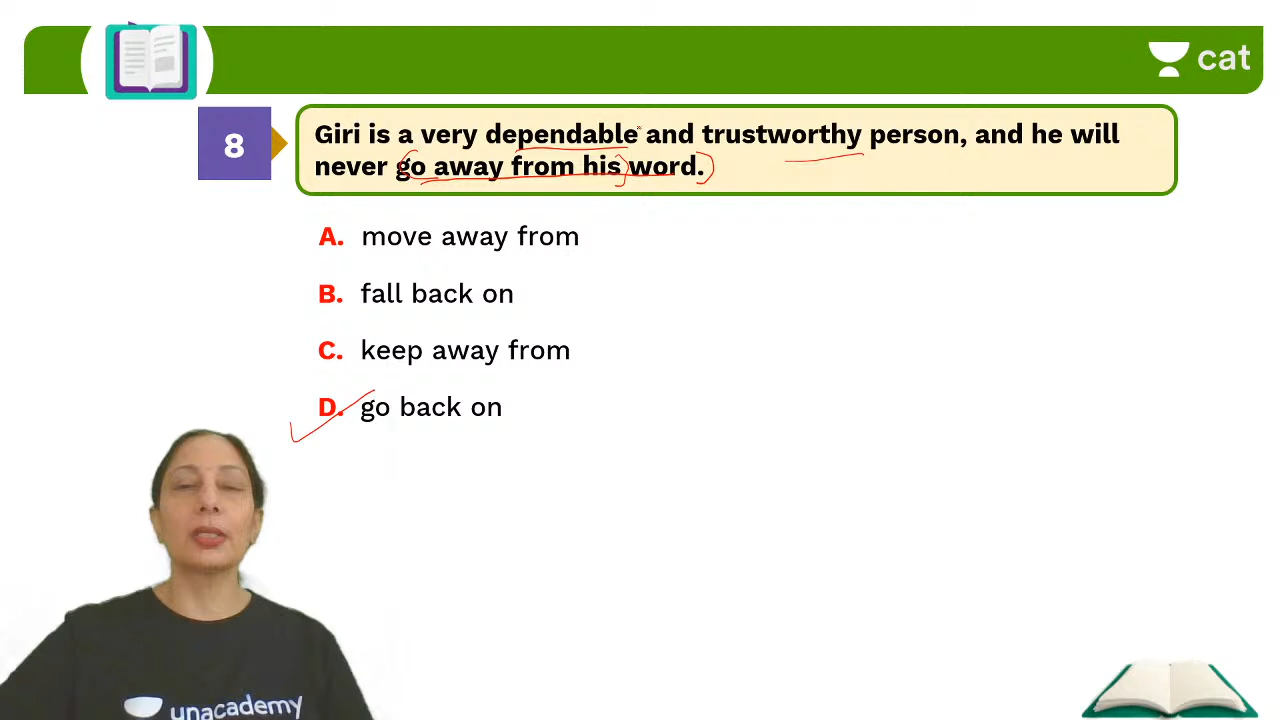 cat
8
Giri is a very dependable and trustworthy person, and he will
never go away from his word.
A. move away from
B. fall back on
C. keep away from
D. go back on
unacademy